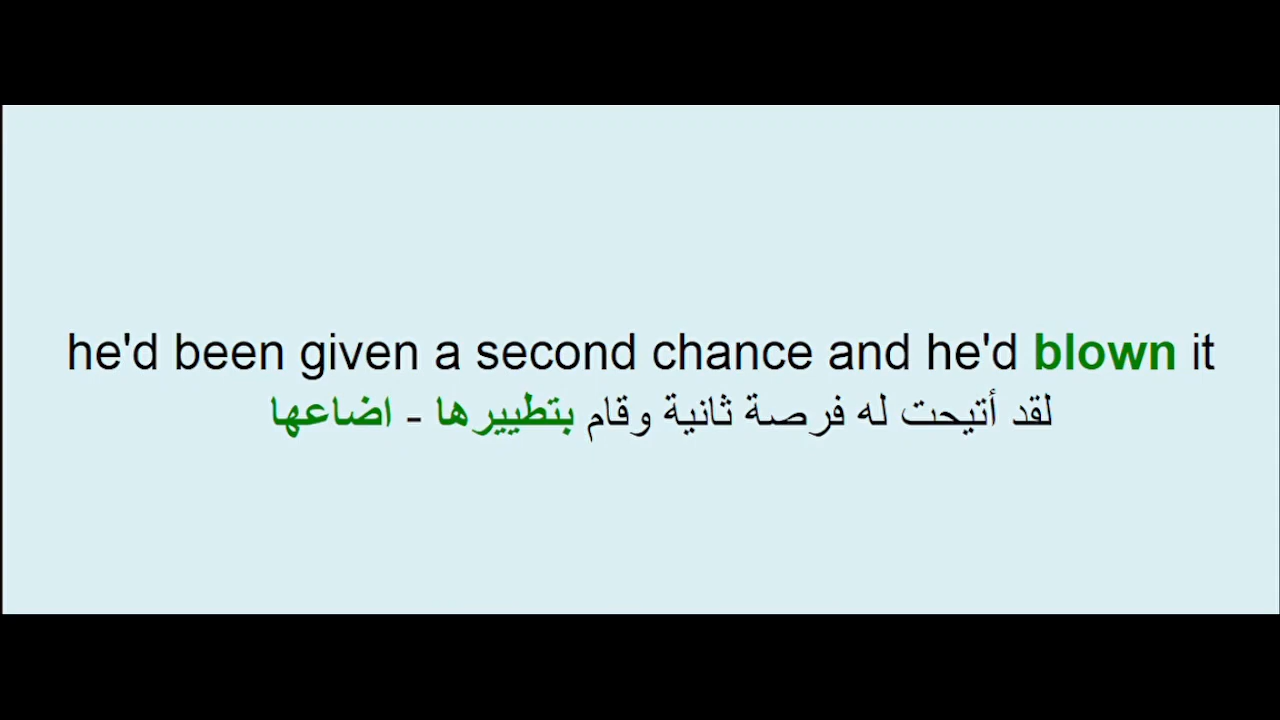 he'd been given a second chance and he'd blown it
لقد أتيحت له فرصة ثانية وقام بتطييرها - اضاعها